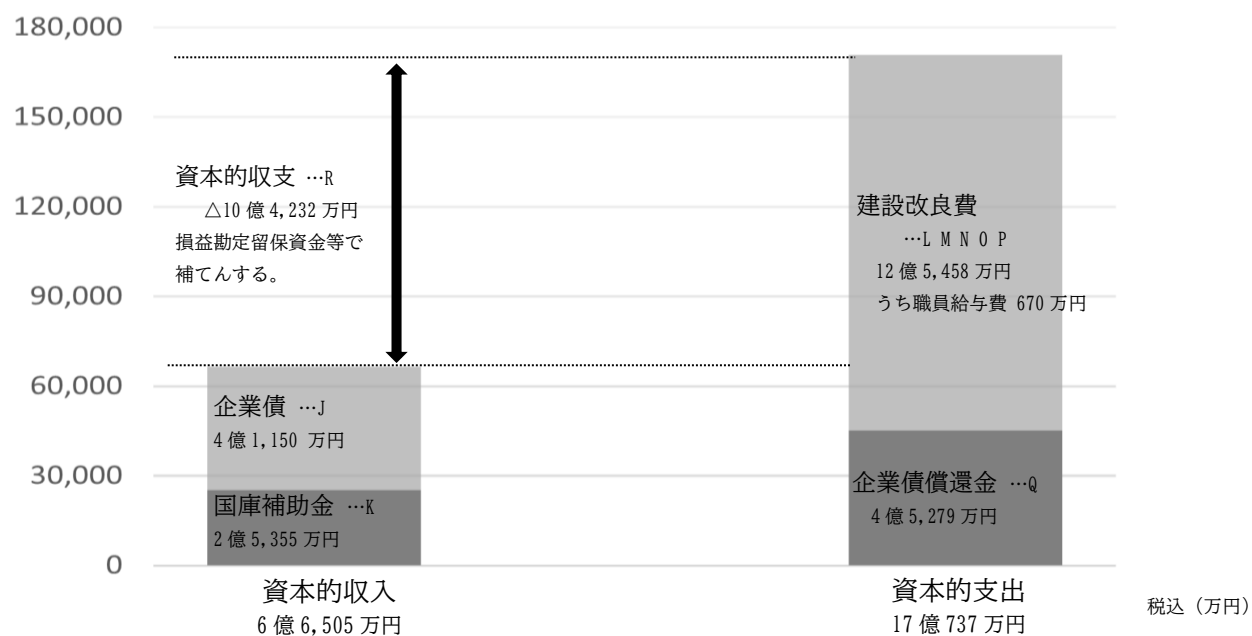 180,000
150,000
120,000
90,000
60,000
30,000
0
資本的収支 …R
△10 億 4,232 万円
損益勘定留保資金等で
補てんする。
企業債 …J
4 億 1,150 万円
国庫補助金 …K
2 億 5,355 万円
資本的収入
6 億 6,505 万円
建設改良費
…L M N O P
12 億 5,458 万円
うち職員給与費 670 万円
企業債償還金 …Q
4 億 5,279 万円
資本的支出
17 億 737 万円
税込（万円）